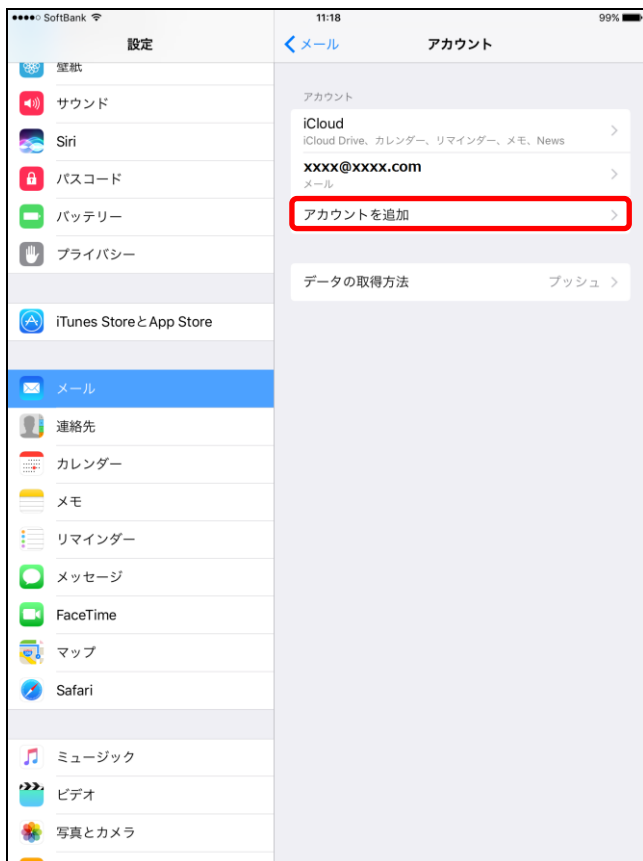 SoftBank 11:18 99%
設定
メール アカウント
壁紙
サウンド
Siri
パスコード
バッテリー
プライバシー
iTunes StoreとApp Store
メール
連絡先
カレンダー
メモ
リマインダー
メッセージ
FaceTime
マップ
Safari
ミュージック
ビデオ
写真とカメラ
アカウント
iCloud
iCloud Drive、カレンダー、リマインダー、メモ、News
xxxx@xxxx.com
メール
アカウントを追加
データの取得方法 プッシュ